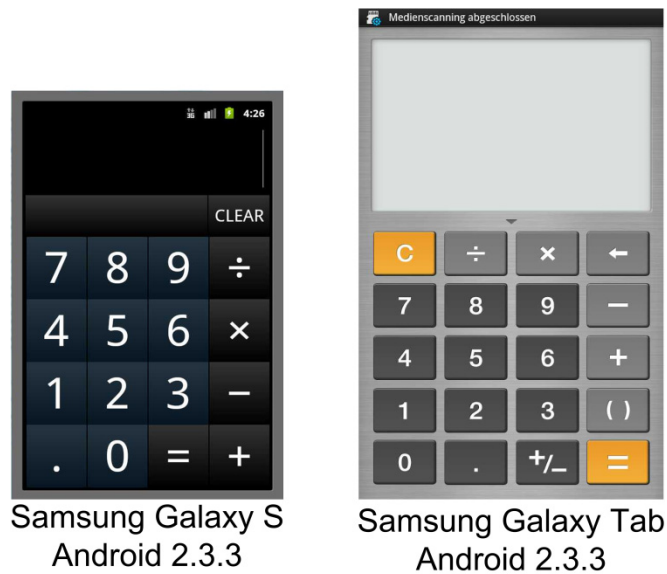 4:26
CLEAR
7 8 9 ÷
4 5 6 ×
1 2 3 −
. 0 = +
Samsung Galaxy S
Android 2.3.3
Medienscanning abgeschlossen
C ÷ × ←
7 8 9 −
4 5 6 +
1 2 3 ( )
0 . +/− =
Samsung Galaxy Tab
Android 2.3.3